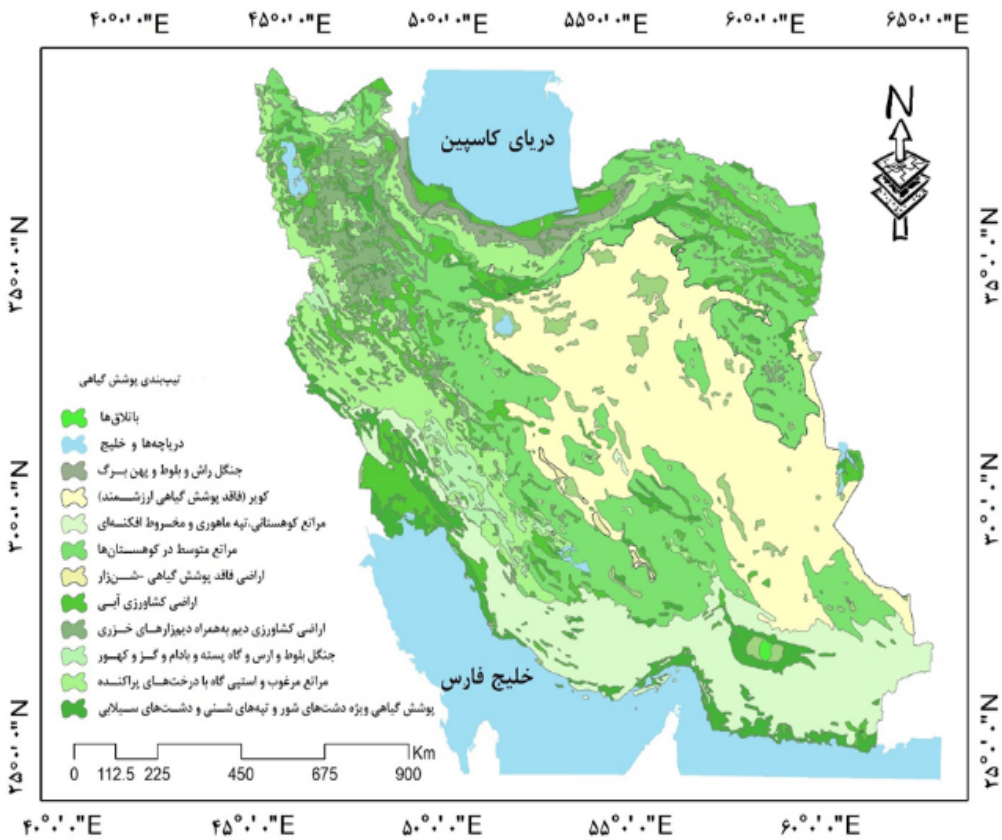 ۴۰°۰'۰"E ۴۵°۰'۰"E ۵۰°۰'۰"E ۵۵°۰'۰"E ۶۰°۰'۰"E ۶۵°۰'۰"E
N
دریای کاسپین
۳۵°۰'۰"N ۳۵°۰'۰"N
تیپ‌بندی پوشش گیاهی
باتلاق‌ها
دریاچه‌ها و خلیج
جنگل راش و بلوط و پهن برگ
کویر (فاقد پوشش گیاهی ارزشمند)
مراتع کوهستانی،تپه ماهوری و مخروط افکنه‌ای
مراتع متوسط در کوهستان‌ها
اراضی فاقد پوشش گیاهی -شن‌زار
اراضی کشاورزی آبی
اراضی کشاورزی دیم به‌همراه دیم‌زارهای خزری
جنگل بلوط و ارس و گاه پسته و بادام و گز و کهور
مراتع مرغوب و استپی گاه با درخت‌های پراکنده
پوشش گیاهی ویژه دشت‌های شور و تپه‌های شنی و دشت‌های سیلابی
۳۰°۰'۰"N ۳۰°۰'۰"N
خلیج فارس
۲۵°۰'۰"N ۲۵°۰'۰"N
Km
0 112.5 225 450 675 900
۴۰°۰'۰"E ۴۵°۰'۰"E ۵۰°۰'۰"E ۵۵°۰'۰"E ۶۰°۰'۰"E